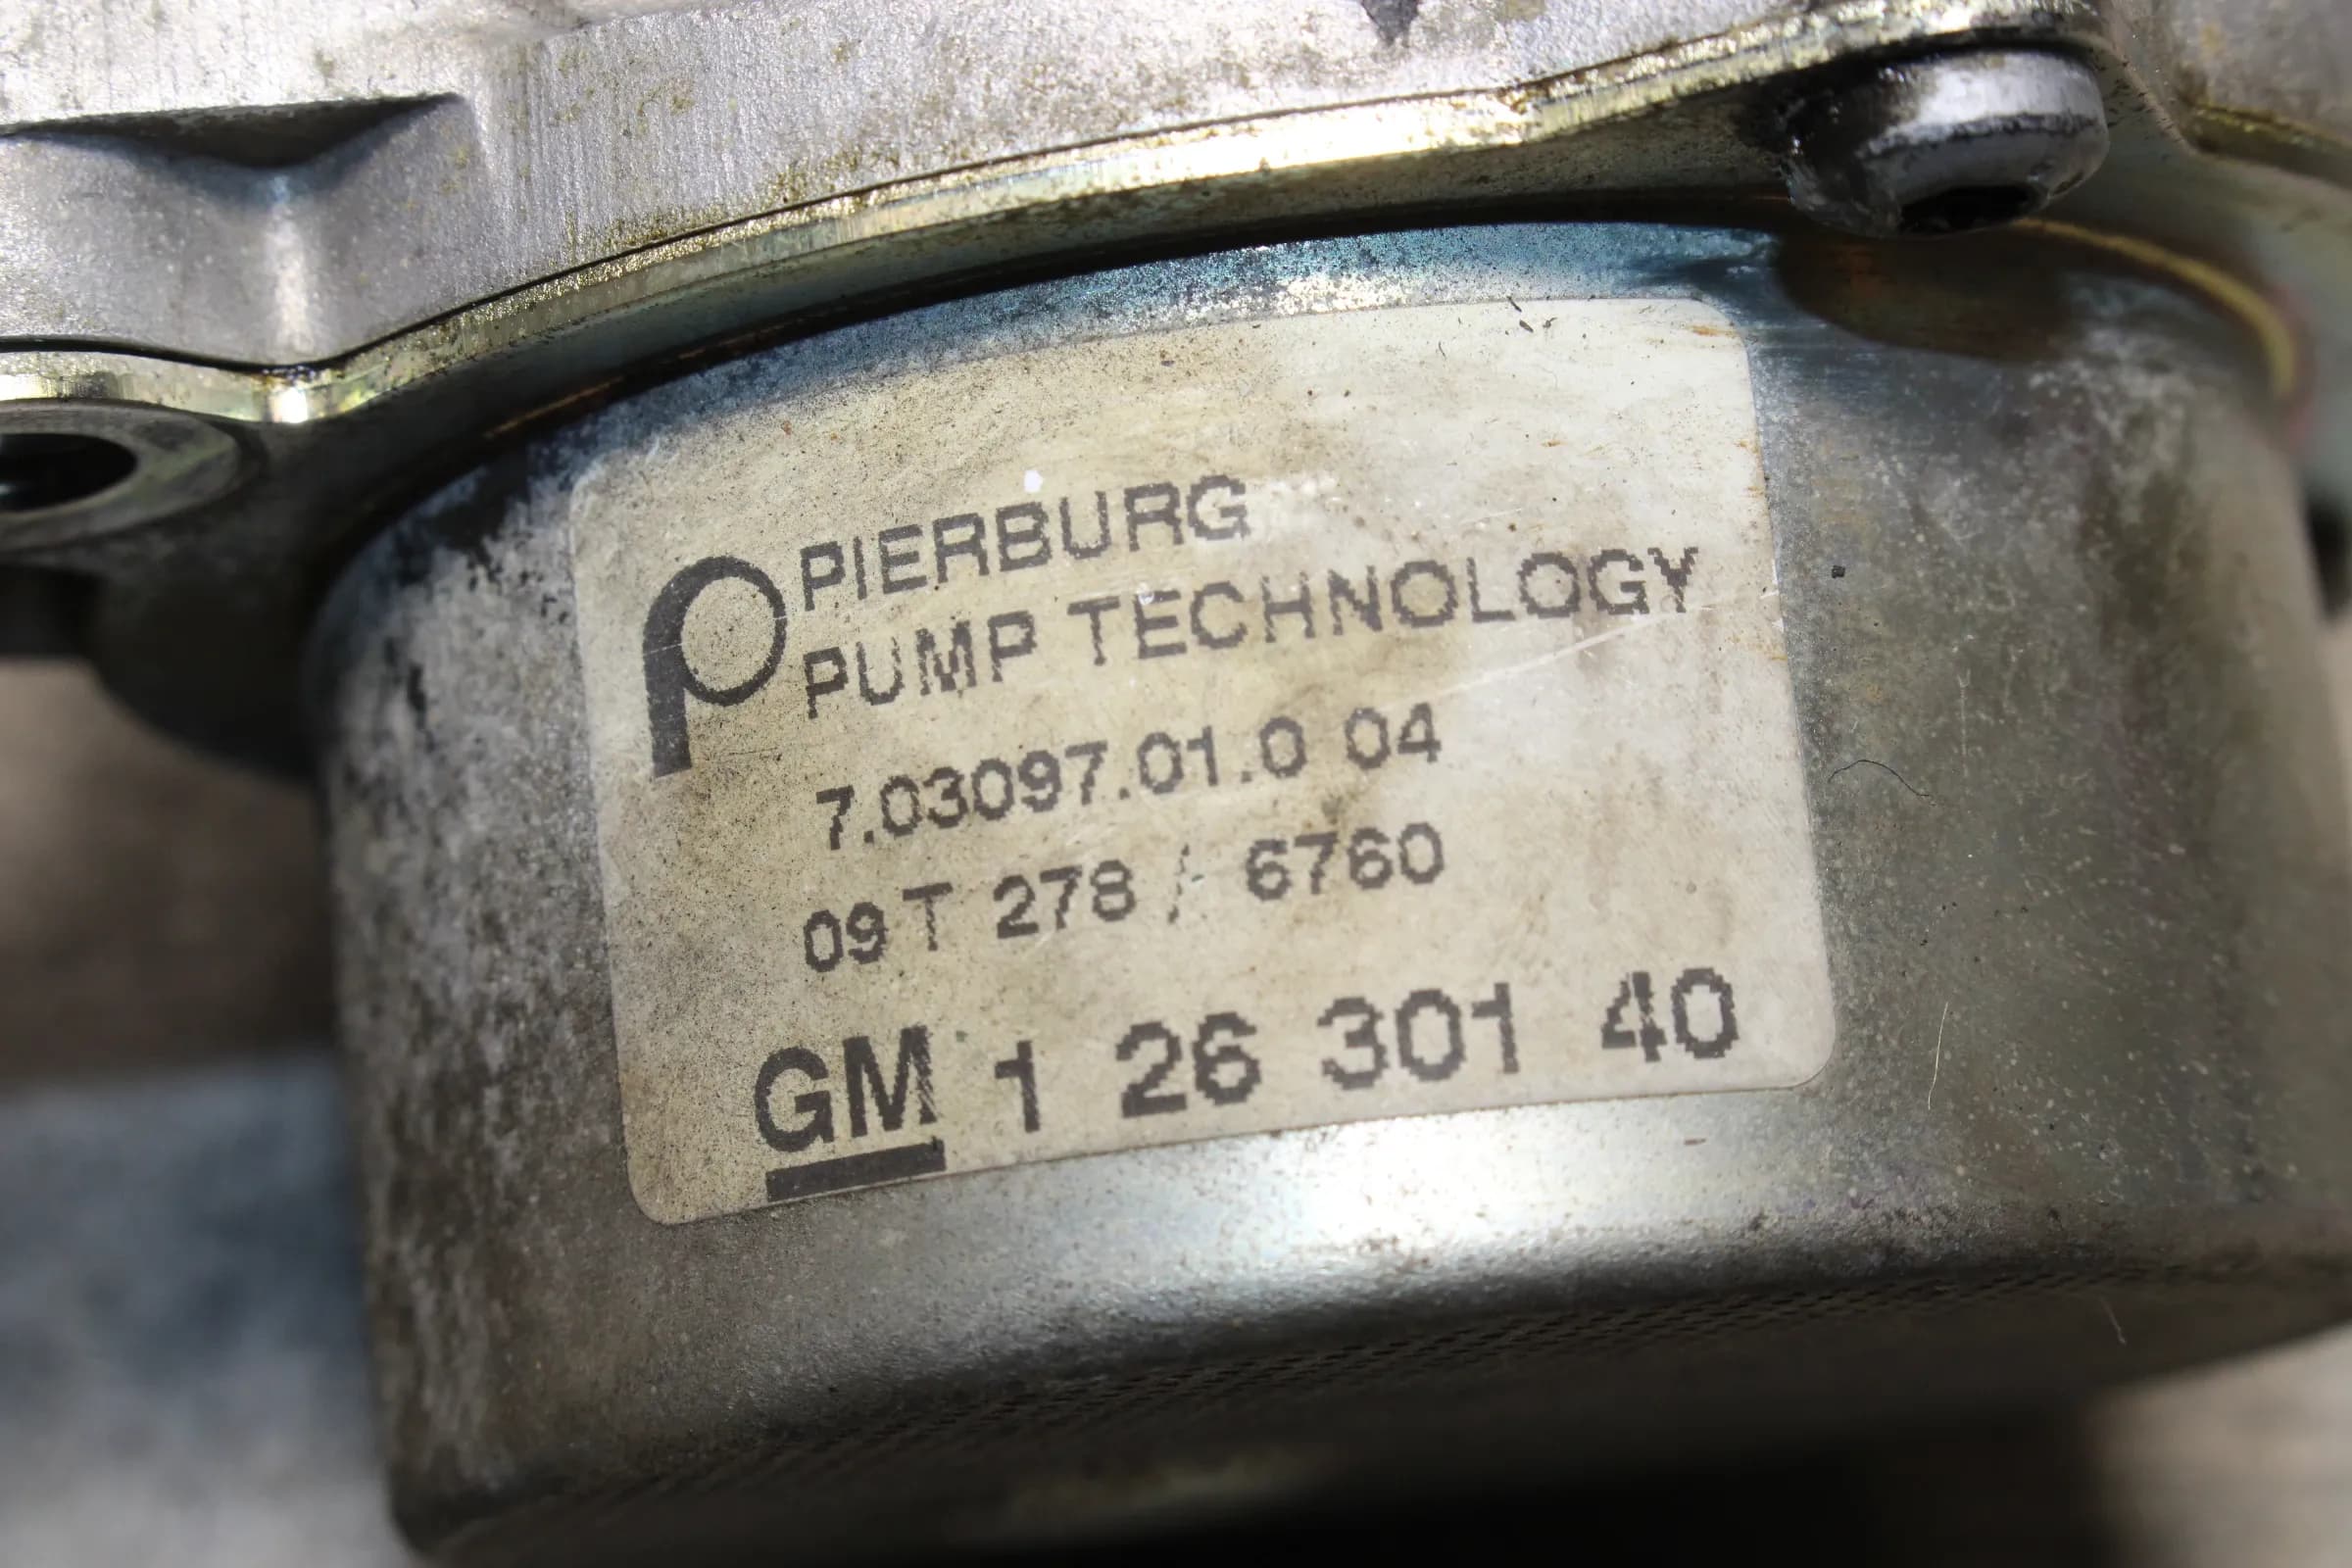 PIERBURG
PUMP TECHNOLOGY
7.03097.01.0 04
09 T 278 / 6760
GM 1 26 301 40